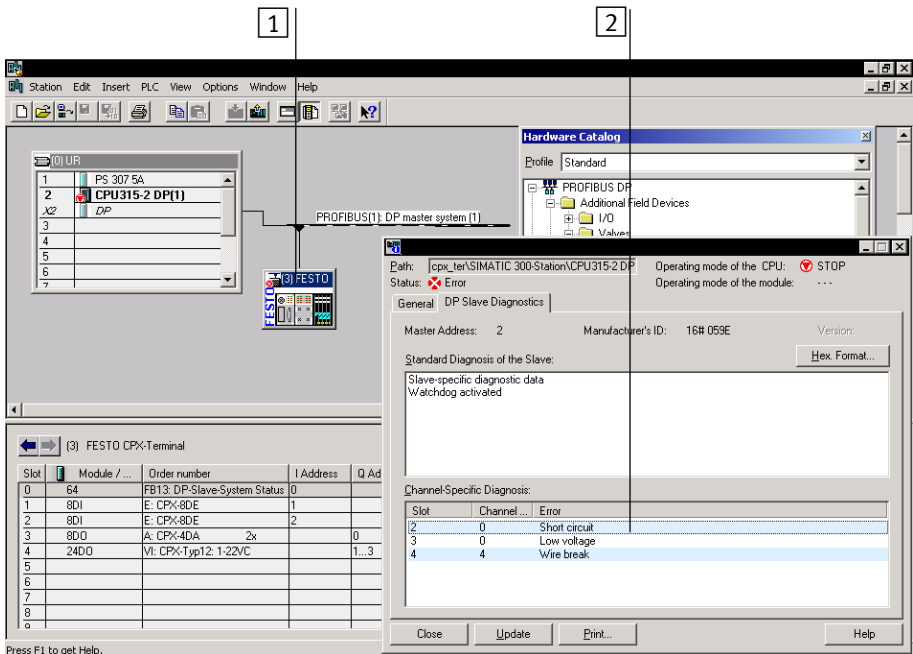 1
2
Station Edit Insert PLC View Options Window Help
(0) UR
1 PS 307 5A
2 CPU315-2 DP(1)
X2 DP
3
4
5
6
7
PROFIBUS(1): DP master system (1)
(3) FESTO
FESTO
Hardware Catalog
Profile Standard
PROFIBUS DP
Additional Field Devices
I/O
Valves
Path: cpx_ter\SIMATIC 300-Station\CPU315-2 DP Operating mode of the CPU: STOP
Status: Error Operating mode of the module: ---
General DP Slave Diagnostics
Master Address: 2 Manufacturer's ID: 16# 059E Version:
Standard Diagnosis of the Slave: Hex. Format...
Slave-specific diagnostic data
Watchdog activated
Channel-Specific Diagnosis:
Slot Channel ... Error
2 0 Short circuit
3 0 Low voltage
4 4 Wire break
Close Update Print... Help
(3) FESTO CPX-Terminal
Slot Module / ... Order number I Address Q Ad
0 64 FB13: DP-Slave-System Status 0
1 8DI E: CPX-8DE 1
2 8DI E: CPX-8DE 2
3 8DO A: CPX-4DA 2x 0
4 24DO VI: CPX-Typ12: 1-22VC 1...3
5
6
7
8
9
Press F1 to get Help.